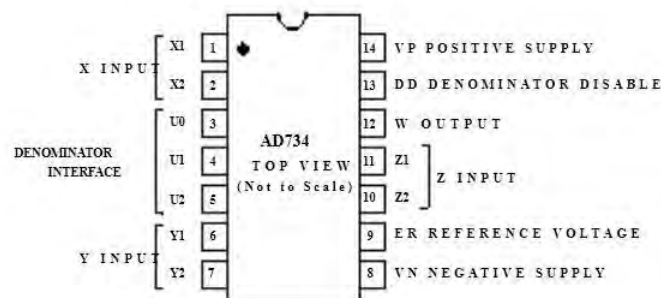 X INPUT
X1 1
X2 2
DENOMINATOR
INTERFACE
U0 3
U1 4
U2 5
Y INPUT
Y1 6
Y2 7
AD734
TOP VIEW
(Not to Scale)
14 VP POSITIVE SUPPLY
13 DD DENOMINATOR DISABLE
12 W OUTPUT
11 Z1
10 Z2
Z INPUT
9 ER REFERENCE VOLTAGE
8 VN NEGATIVE SUPPLY